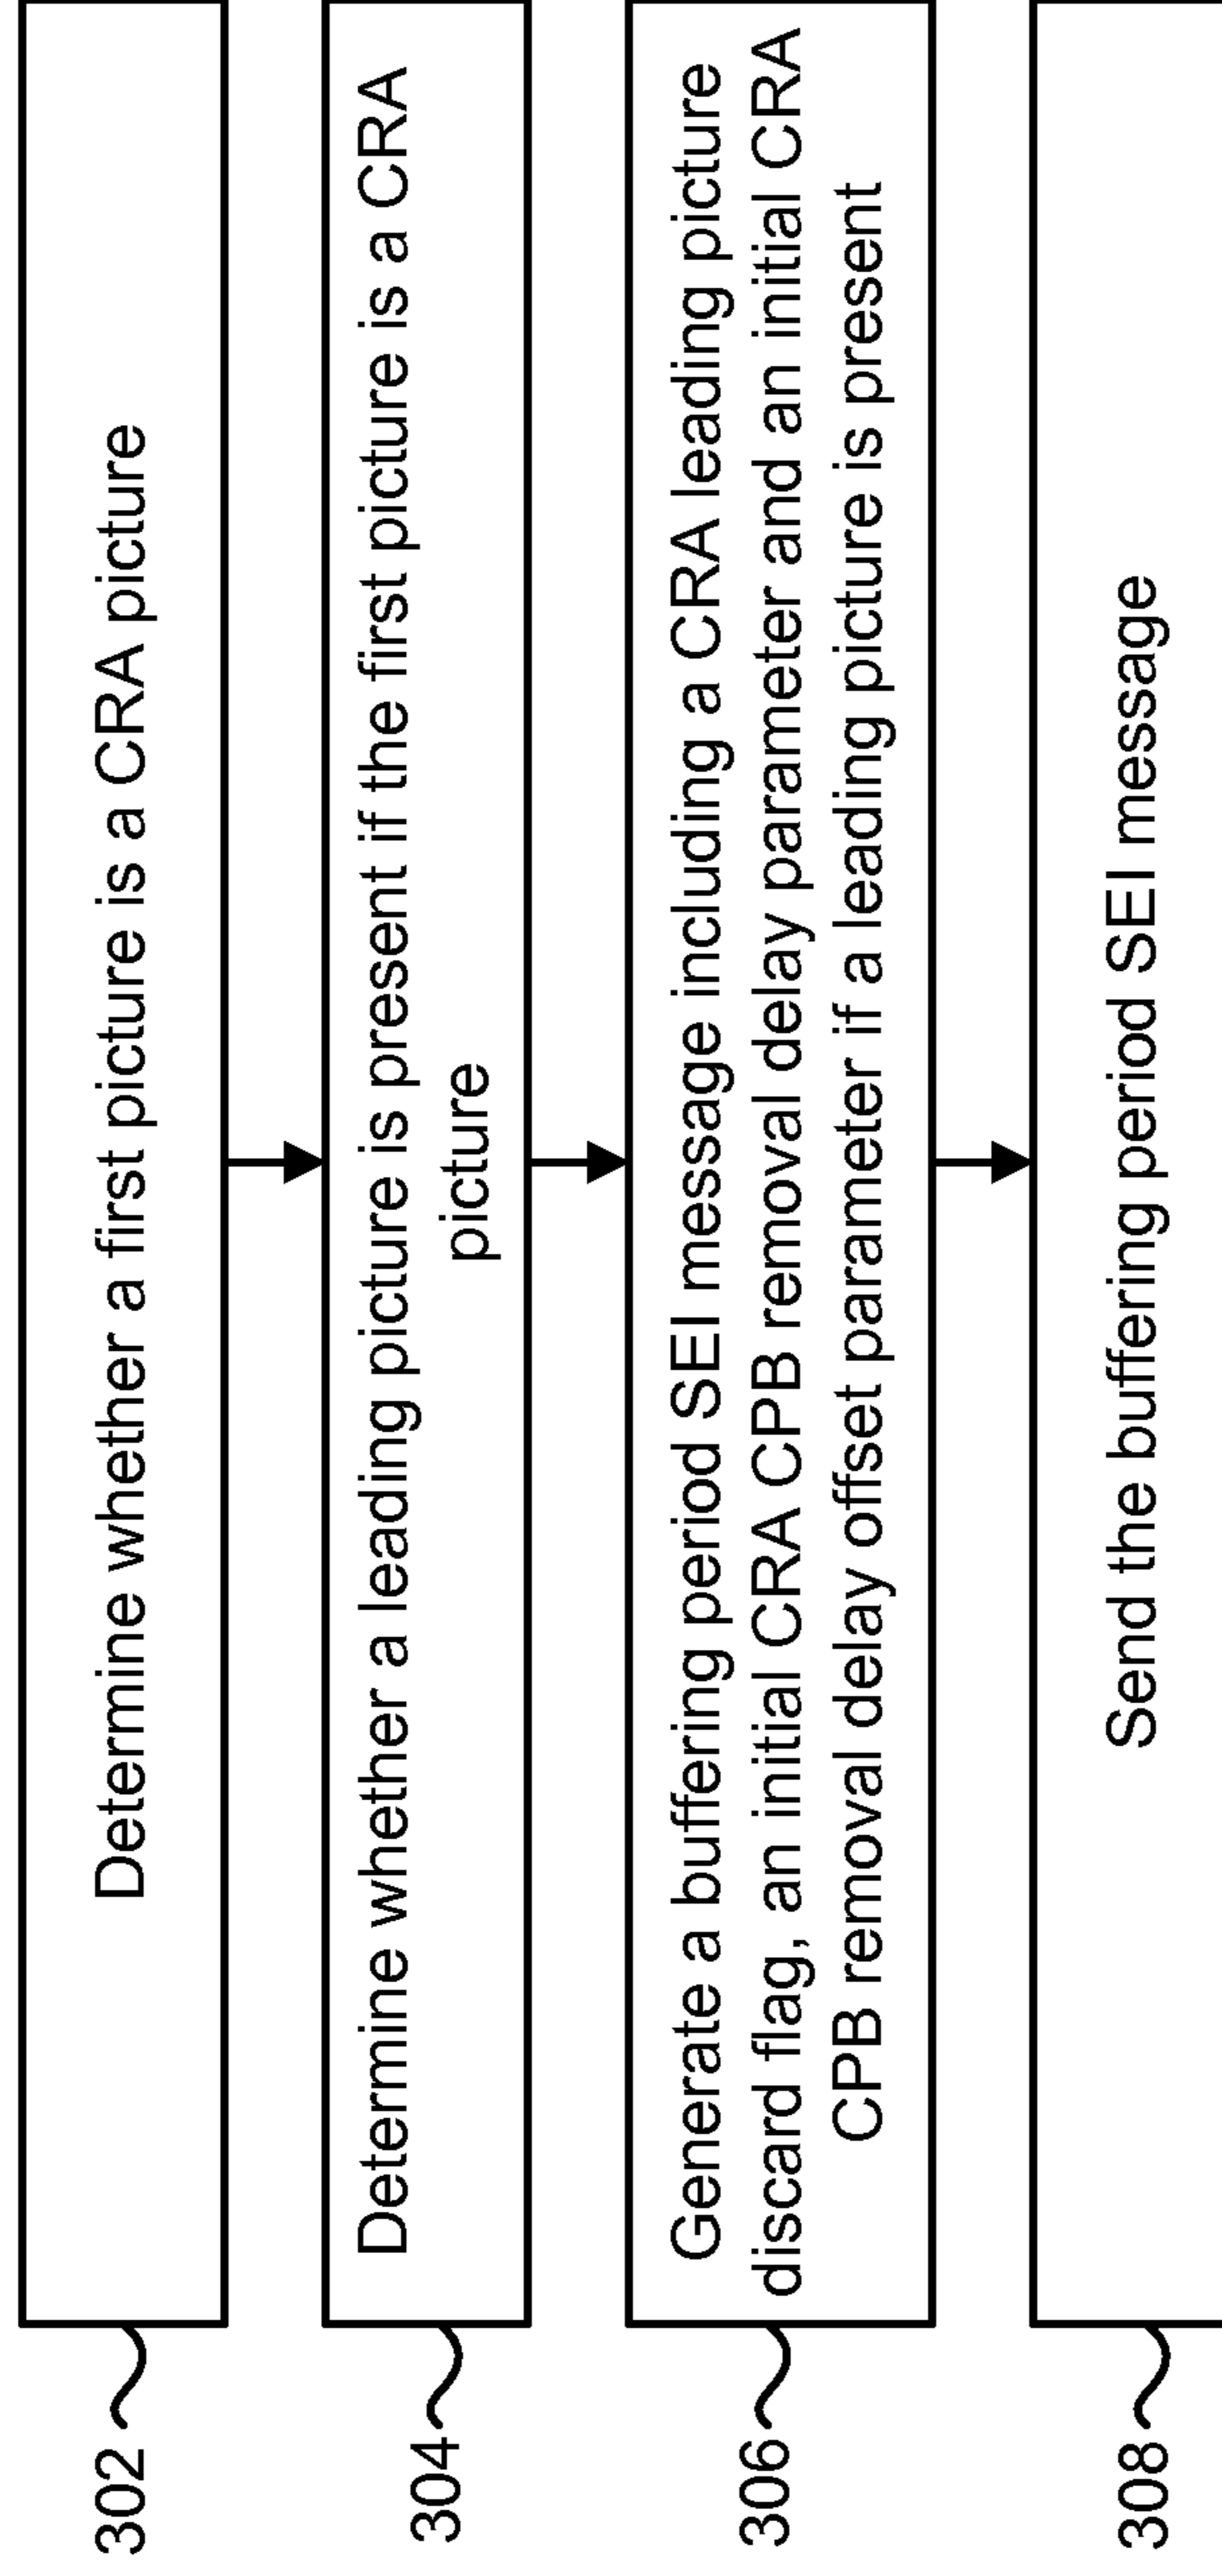 302
Determine whether a first picture is a CRA picture
304
Determine whether a leading picture is present if the first picture is a CRA
picture
306
Generate a buffering period SEI message including a CRA leading picture
discard flag, an initial CRA CPB removal delay parameter and an initial CRA
CPB removal delay offset parameter if a leading picture is present
308
Send the buffering period SEI message